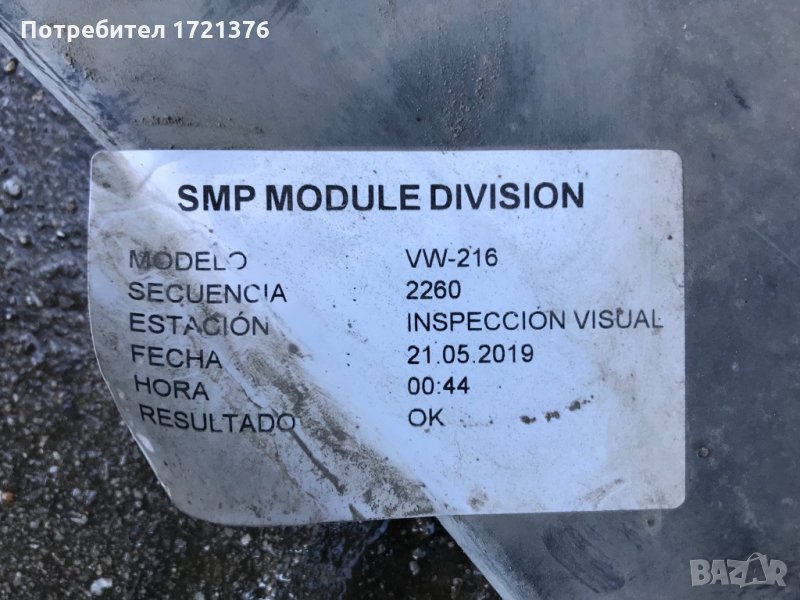 Потребител 1721376
SMP MODULE DIVISION
MODELO : VW-216
SECUENCIA : 2260
ESTACIÓN : INSPECCIÓN VISUAL
FECHA : 21.05.2019
HORA : 00:44
RESULTADO : OK
BAZAR